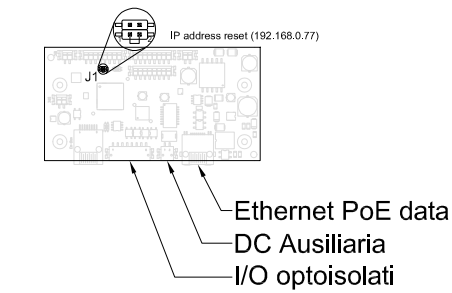 IP address reset (192.168.0.77)
J1
Ethernet PoE data
DC Ausiliaria
I/O optoisolati